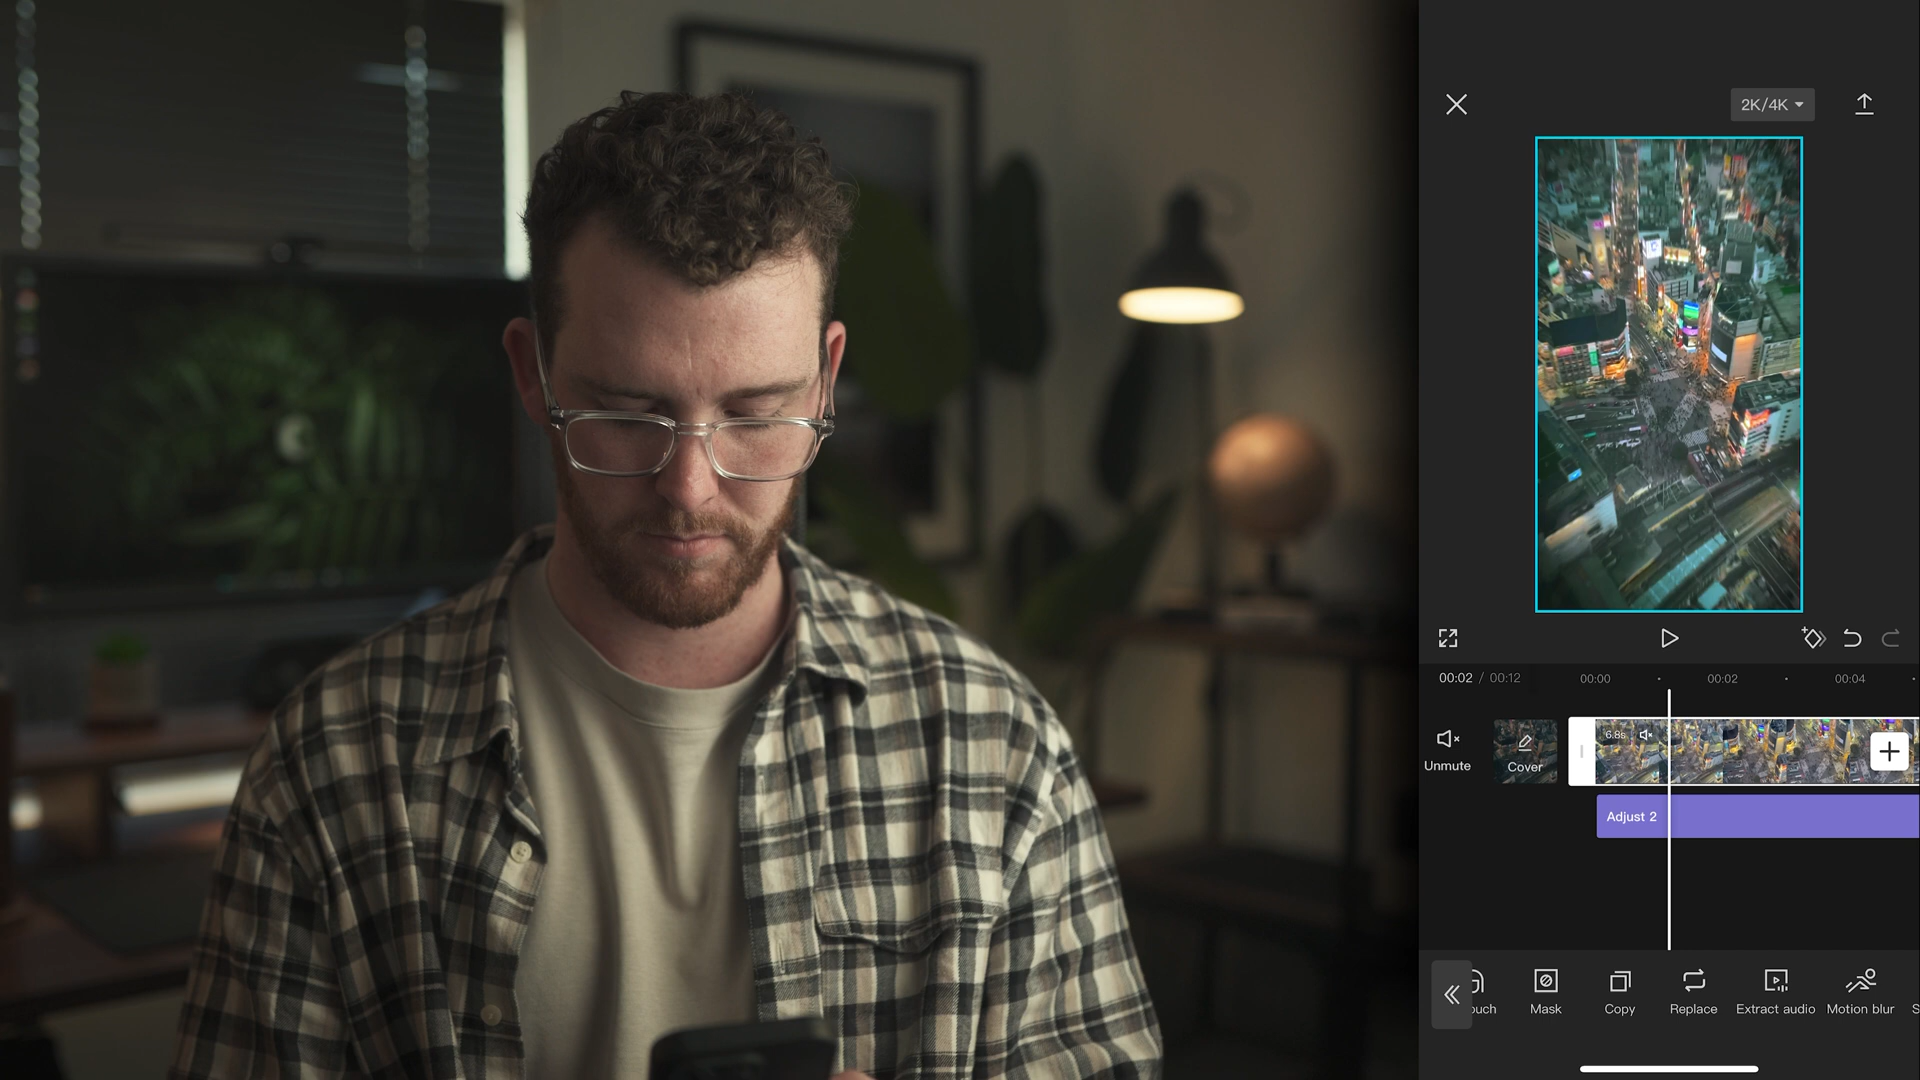 2K/4K
00:02 / 00:12
00:00
00:02
00:04
Unmute
Cover
6.8s
Adjust 2
ouch
Mask
Copy
Replace
Extract audio
Motion blur
S